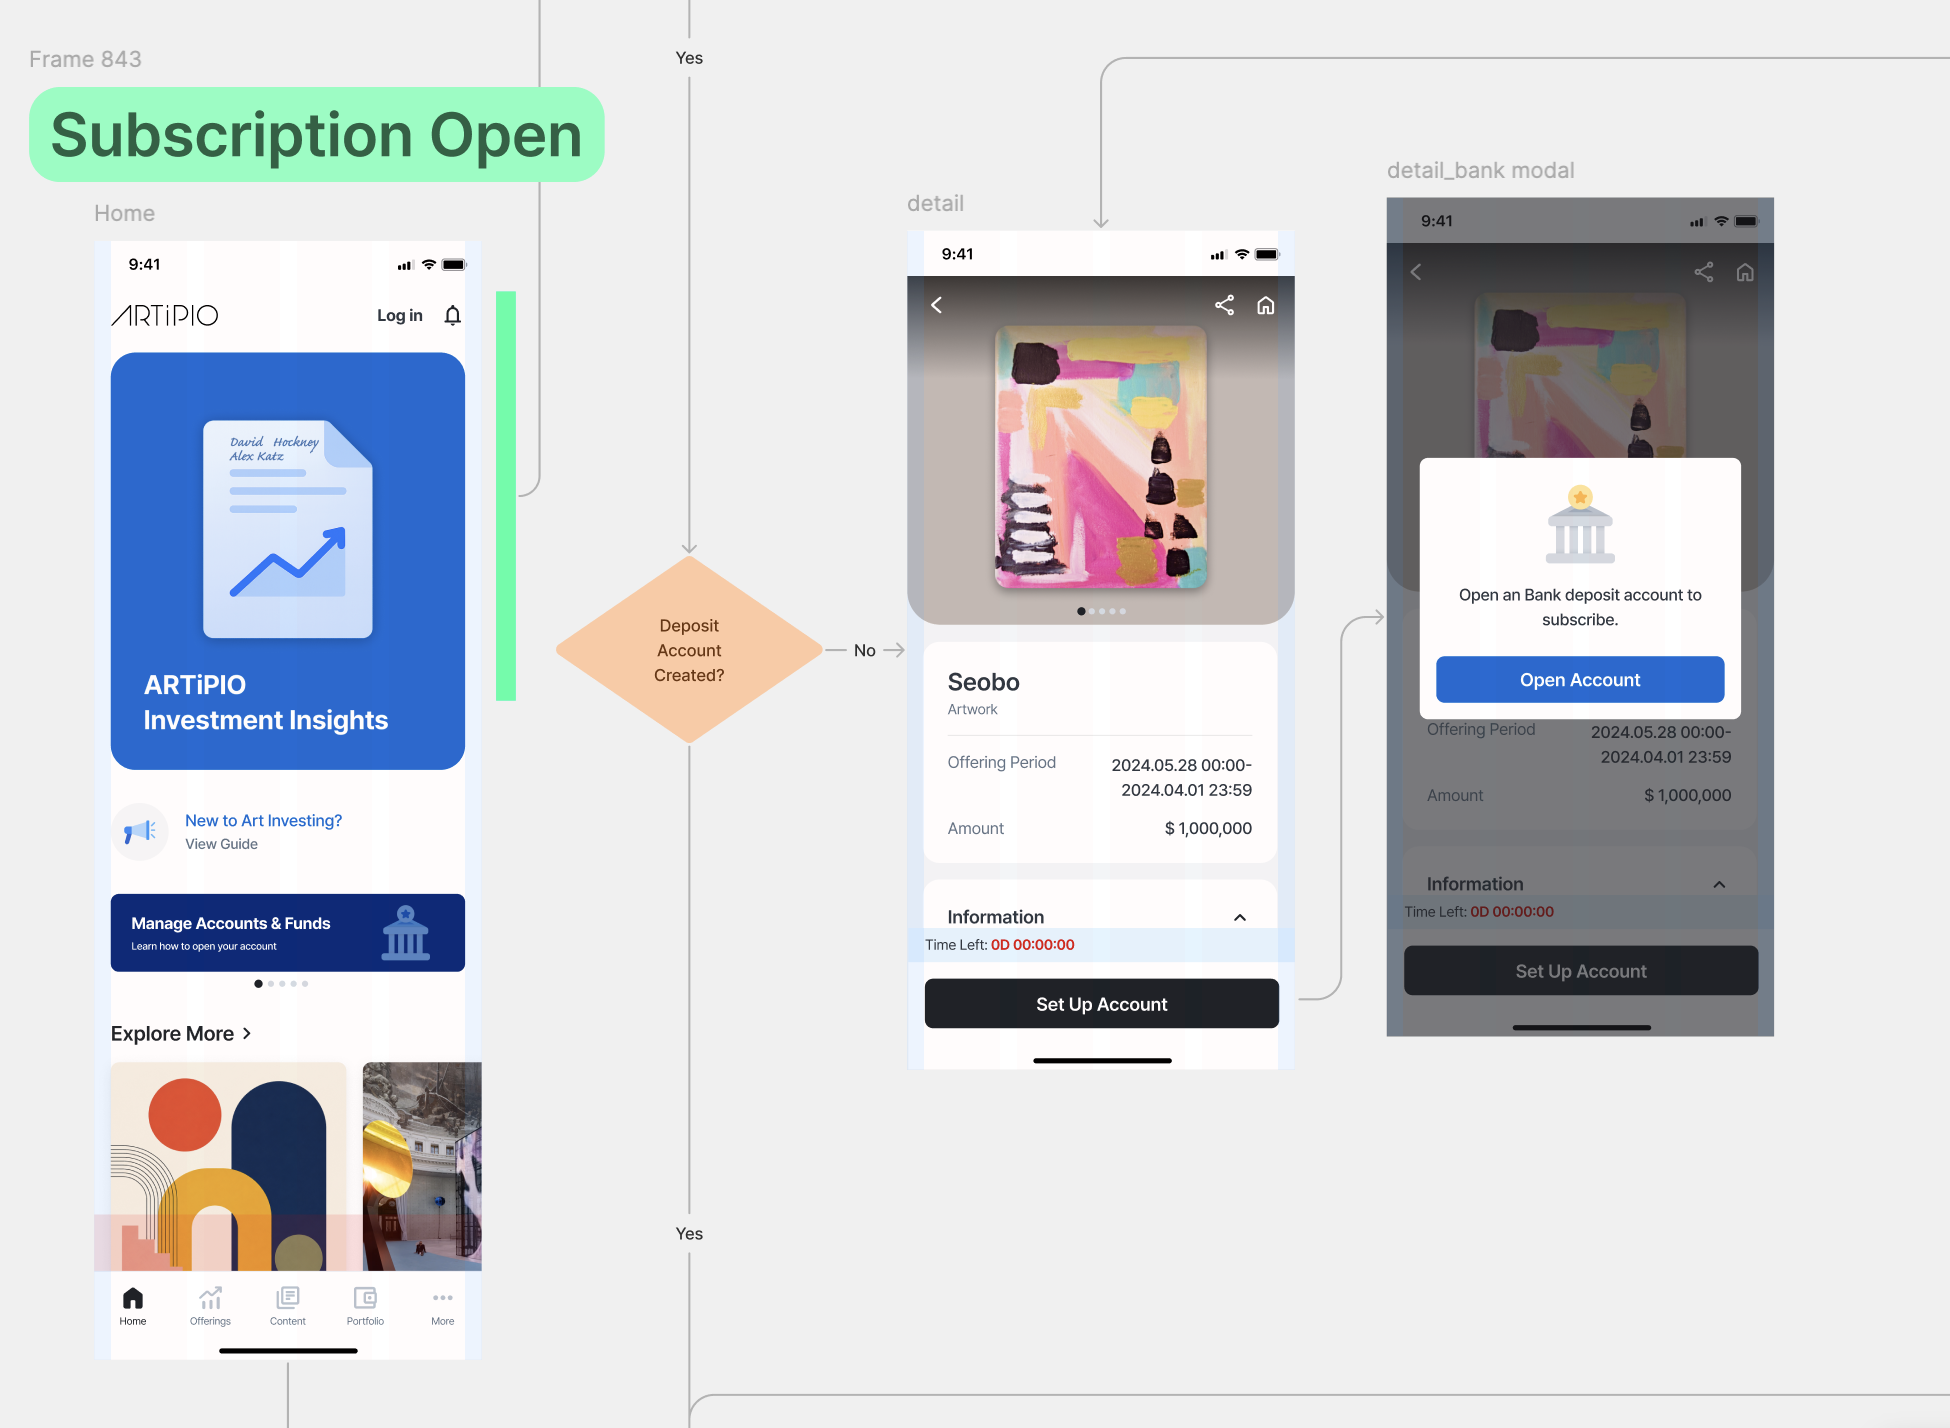 Frame 843
Subscription Open
Home
9:41
ARTiPIO
Log in
David Hockney
Alex Katz
ARTiPIO
Investment Insights
New to Art Investing?
View Guide
Manage Accounts & Funds
Learn how to open your account
Explore More
Home
Offerings
Content
Portfolio
More
Yes
Deposit
Account
Created?
No
Yes
detail
9:41
Seobo
Artwork
Offering Period
2024.05.28 00:00-
2024.04.01 23:59
Amount
$ 1,000,000
Information
Time Left: 0D 00:00:00
Set Up Account
detail_bank modal
9:41
Open an Bank deposit account to
subscribe.
Open Account
Offering Period
2024.05.28 00:00-
2024.04.01 23:59
Amount
$ 1,000,000
Information
Time Left: 0D 00:00:00
Set Up Account